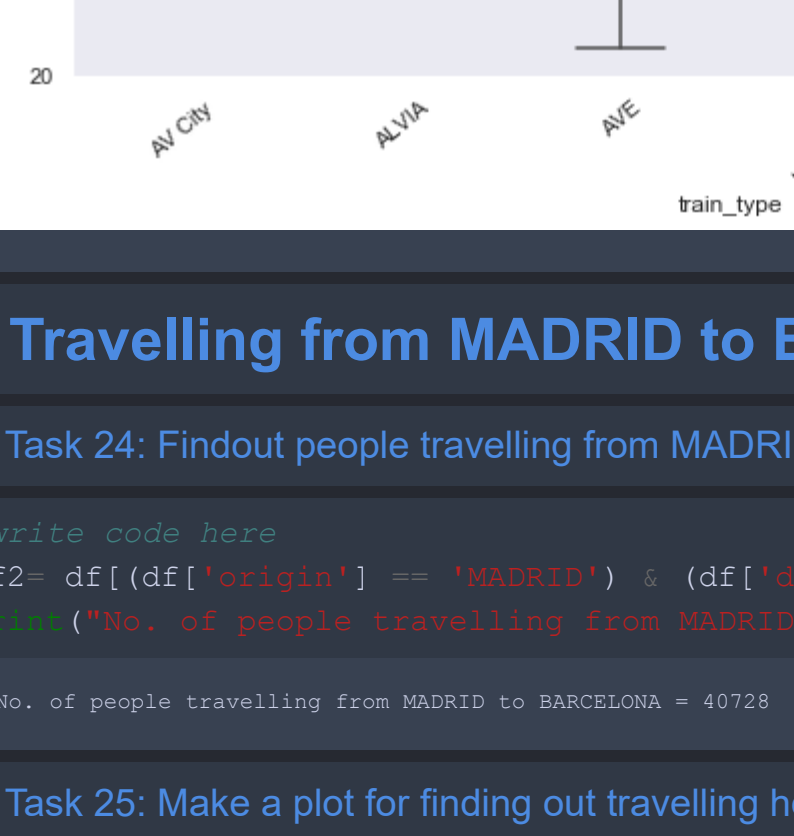 20
AV City
ALVIA
AVE
train_type
Travelling from MADRID to
Task 24: Findout people travelling from MADRI
write code here
f2= df[(df['origin'] == 'MADRID') & (df['d
rint("No. of people travelling from MADRID
No. of people travelling from MADRID to BARCELONA = 40728
Task 25: Make a plot for finding out travelling